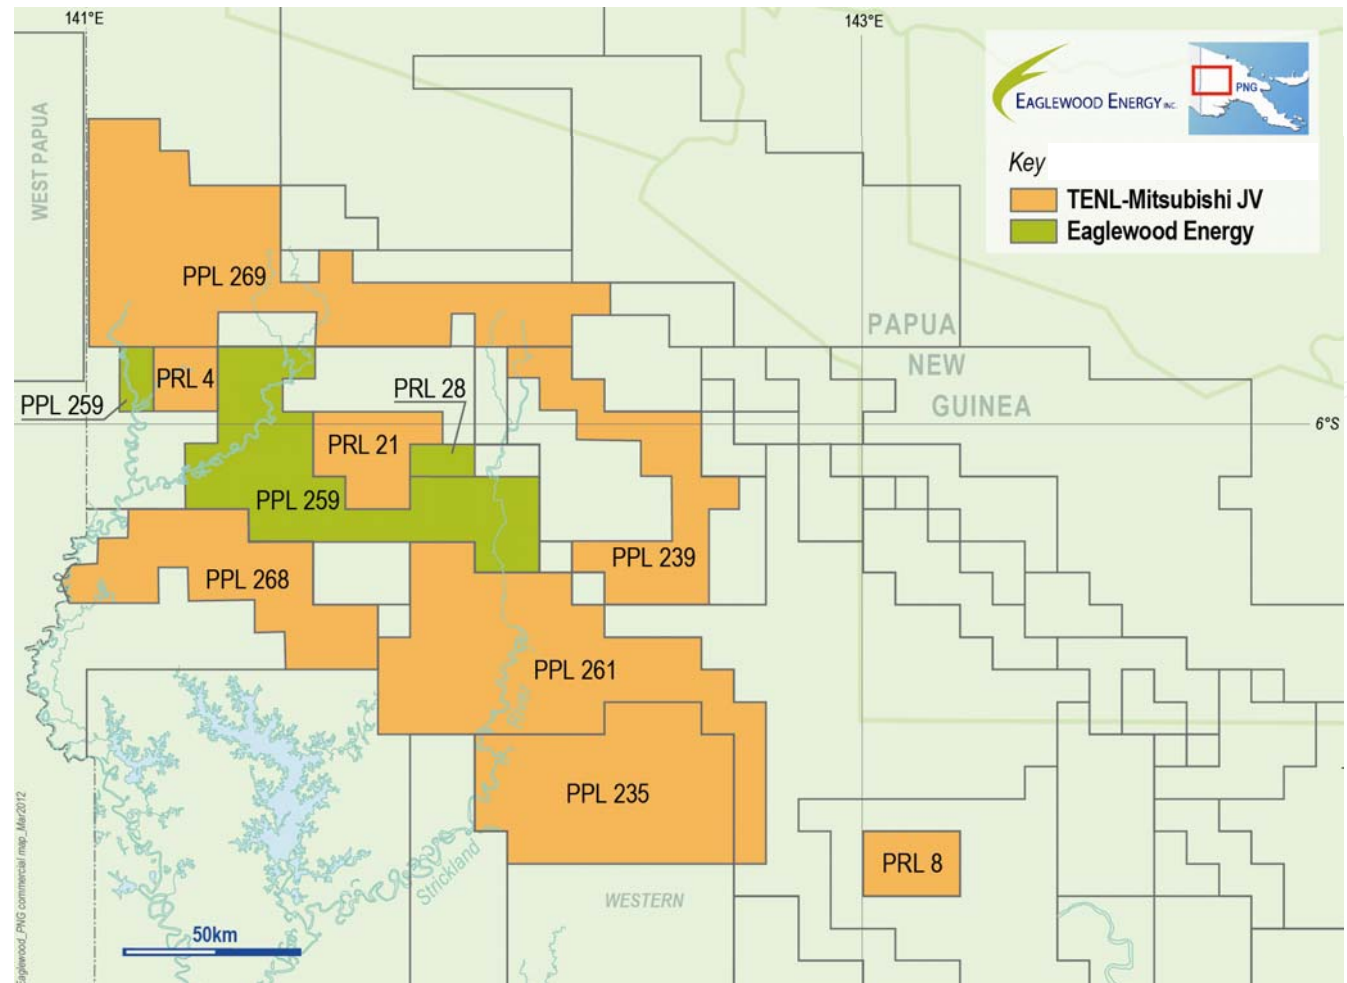 141°E
143°E
WEST PAPUA
EAGLEWOOD ENERGY INC.
PNG
Key
TENL-Mitsubishi JV
Eaglewood Energy
PPL 269
PAPUA
NEW
GUINEA
PRL 4
PRL 28
PPL 259
6°S
PRL 21
PPL 259
PPL 239
PPL 268
PPL 261
River
PPL 235
PRL 8
Strickland
WESTERN
50km
Eaglewood_PNG commercial map_Mar2012